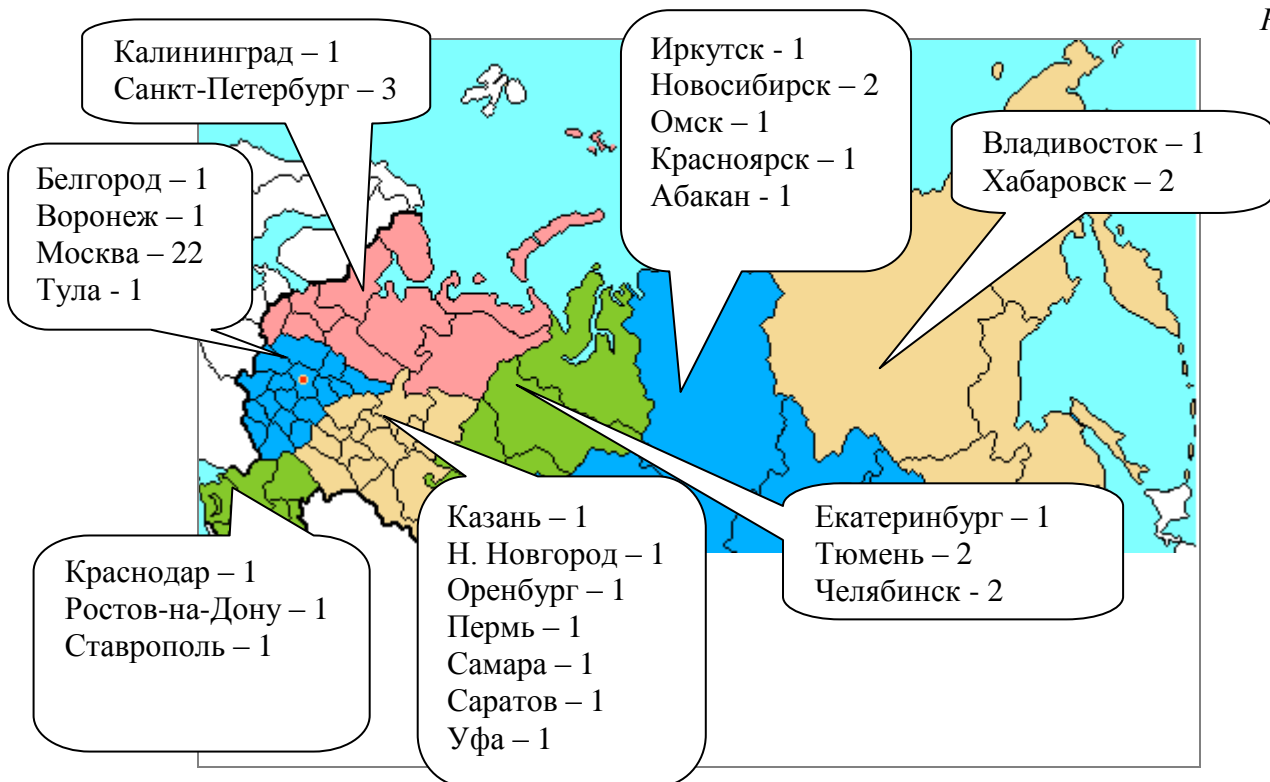 Калининград – 1
Санкт-Петербург – 3
Иркутск - 1
Новосибирск – 2
Омск – 1
Красноярск – 1
Абакан - 1
Владивосток – 1
Хабаровск – 2
Белгород – 1
Воронеж – 1
Москва – 22
Тула - 1
Краснодар – 1
Ростов-на-Дону – 1
Ставрополь – 1
Казань – 1
Н. Новгород – 1
Оренбург – 1
Пермь – 1
Самара – 1
Саратов – 1
Уфа – 1
Екатеринбург – 1
Тюмень – 2
Челябинск - 2